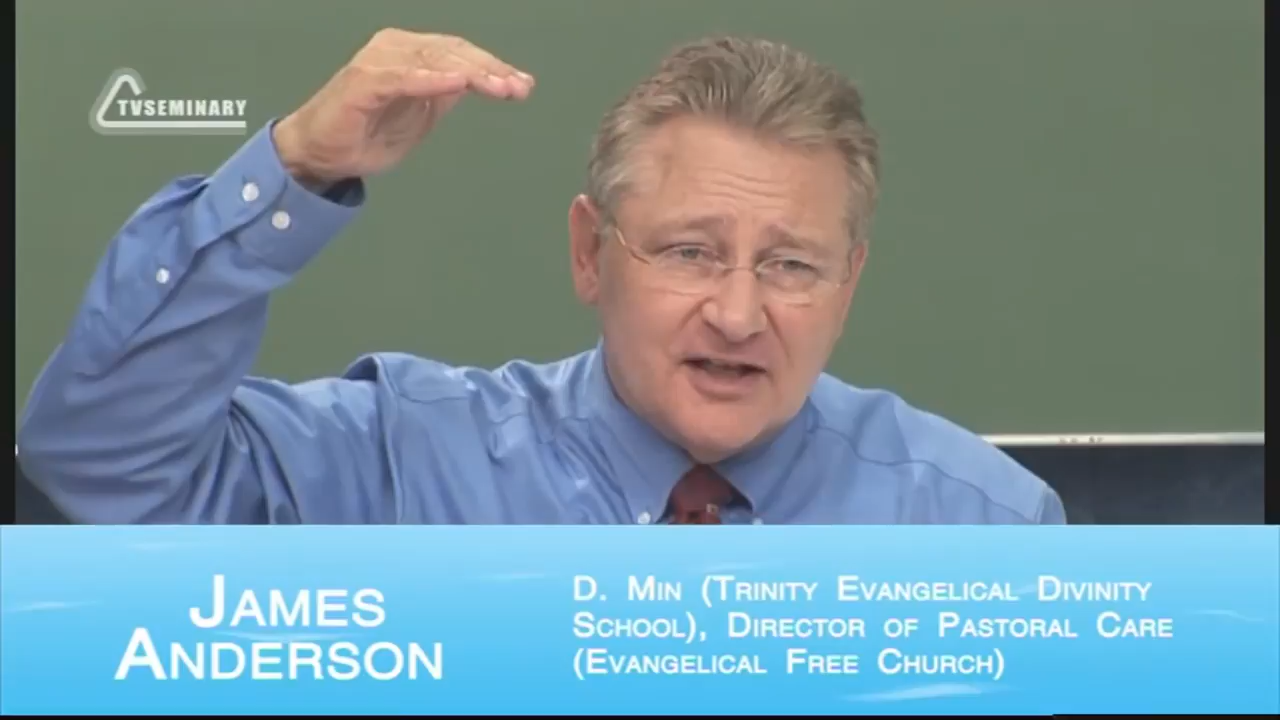 TVSEMINARY
JAMES
ANDERSON
D. MIN (TRINITY EVANGELICAL DIVINITY
SCHOOL), DIRECTOR OF PASTORAL CARE
(EVANGELICAL FREE CHURCH)